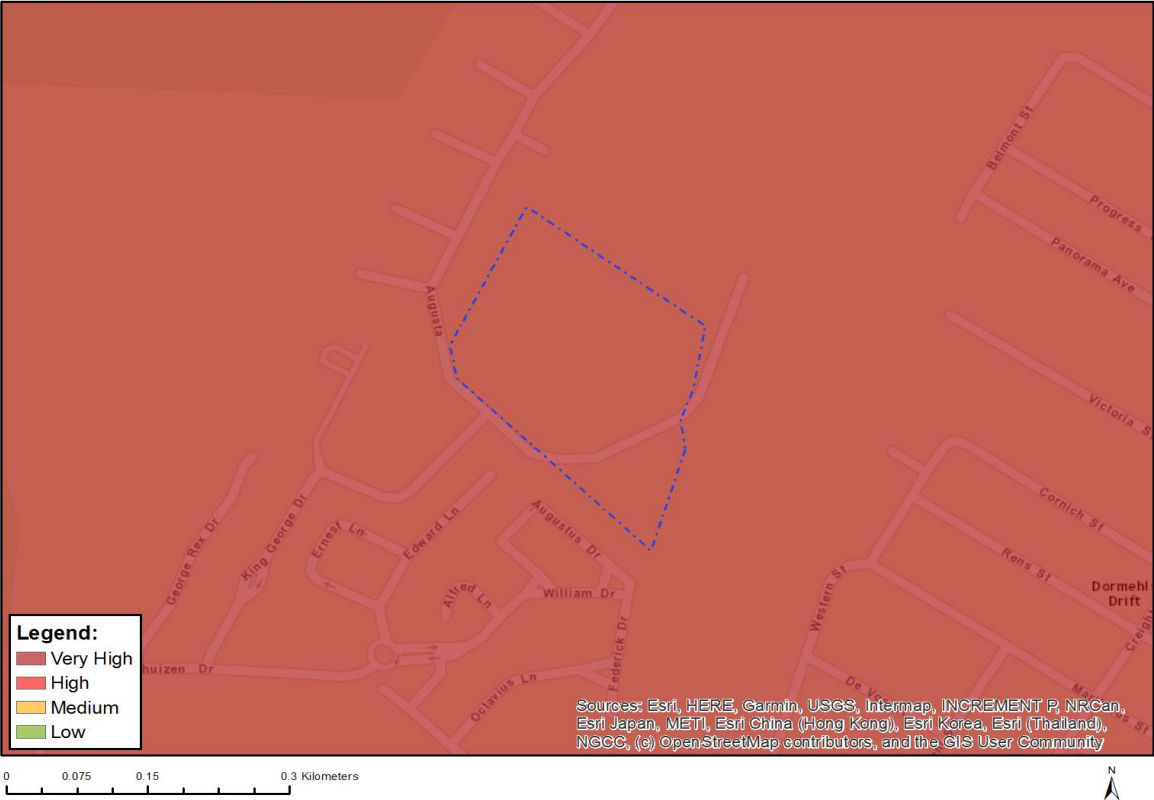 Belmont St
Progress
Panorama Ave
Augusta
Victoria S
George Rex Dr
King George Dr
Ernest Ln
Edward Ln
Augustus Dr
Alfred Ln
William Dr
Federick Dr
Octavius Ln
huizen Dr
Cornich St
Rens St
Western St
Dormehls
Drift
Creigh
De Vo
St
Legend:
Very High
High
Medium
Low
Sources: Esri, HERE, Garmin, USGS, Intermap, INCREMENT P, NRCan,
Esri Japan, METI, Esri China (Hong Kong), Esri Korea, Esri (Thailand),
NGCC, (c) OpenStreetMap contributors, and the GIS User Community
0 0.075 0.15 0.3 Kilometers
N